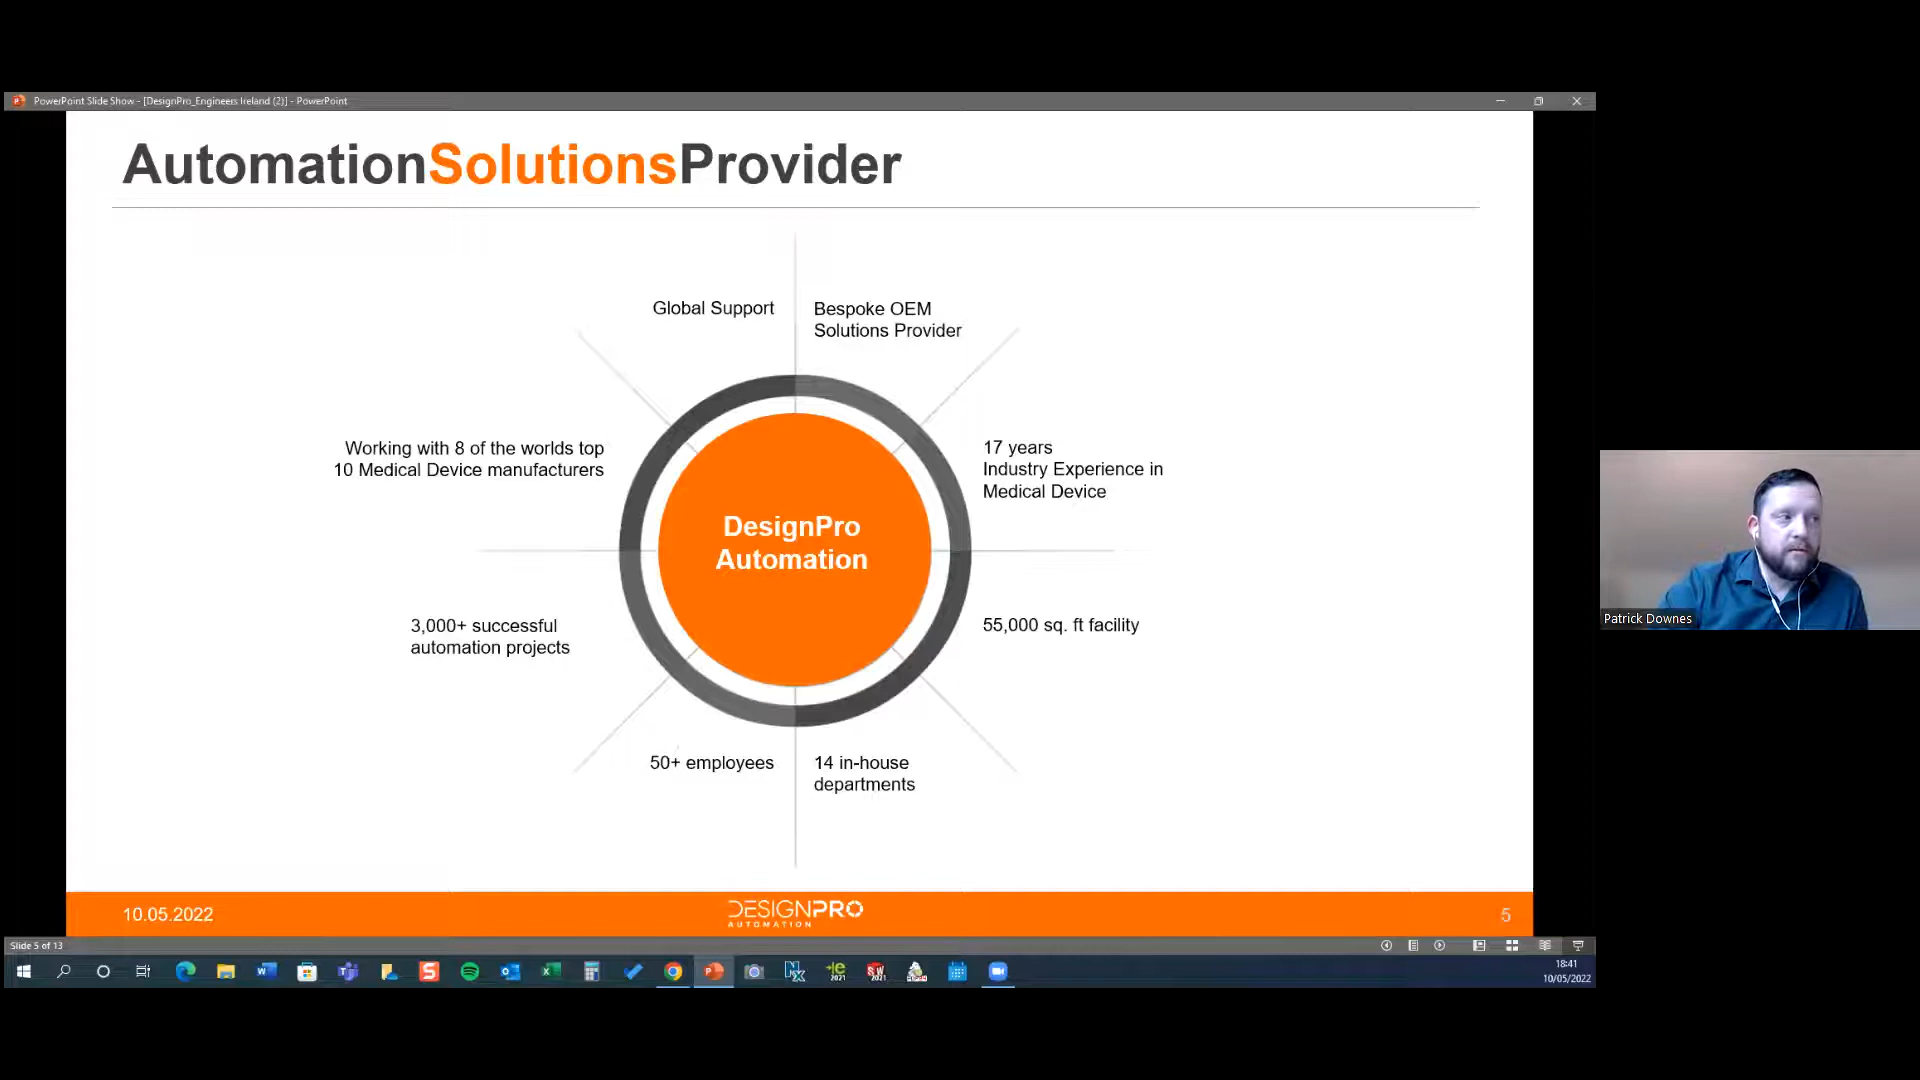 PowerPoint Slide Show - [DesignPro_Engineers Ireland (2)] - PowerPoint
AutomationSolutionsProvider
Global Support
Bespoke OEM
Solutions Provider
Working with 8 of the worlds top
10 Medical Device manufacturers
17 years
Industry Experience in
Medical Device
DesignPro
Automation
3,000+ successful
automation projects
55,000 sq. ft facility
50+ employees
14 in-house
departments
10.05.2022
DESIGNPRO
AUTOMATION
5
Slide 5 of 13
18:41
10/05/2022
Patrick Downes